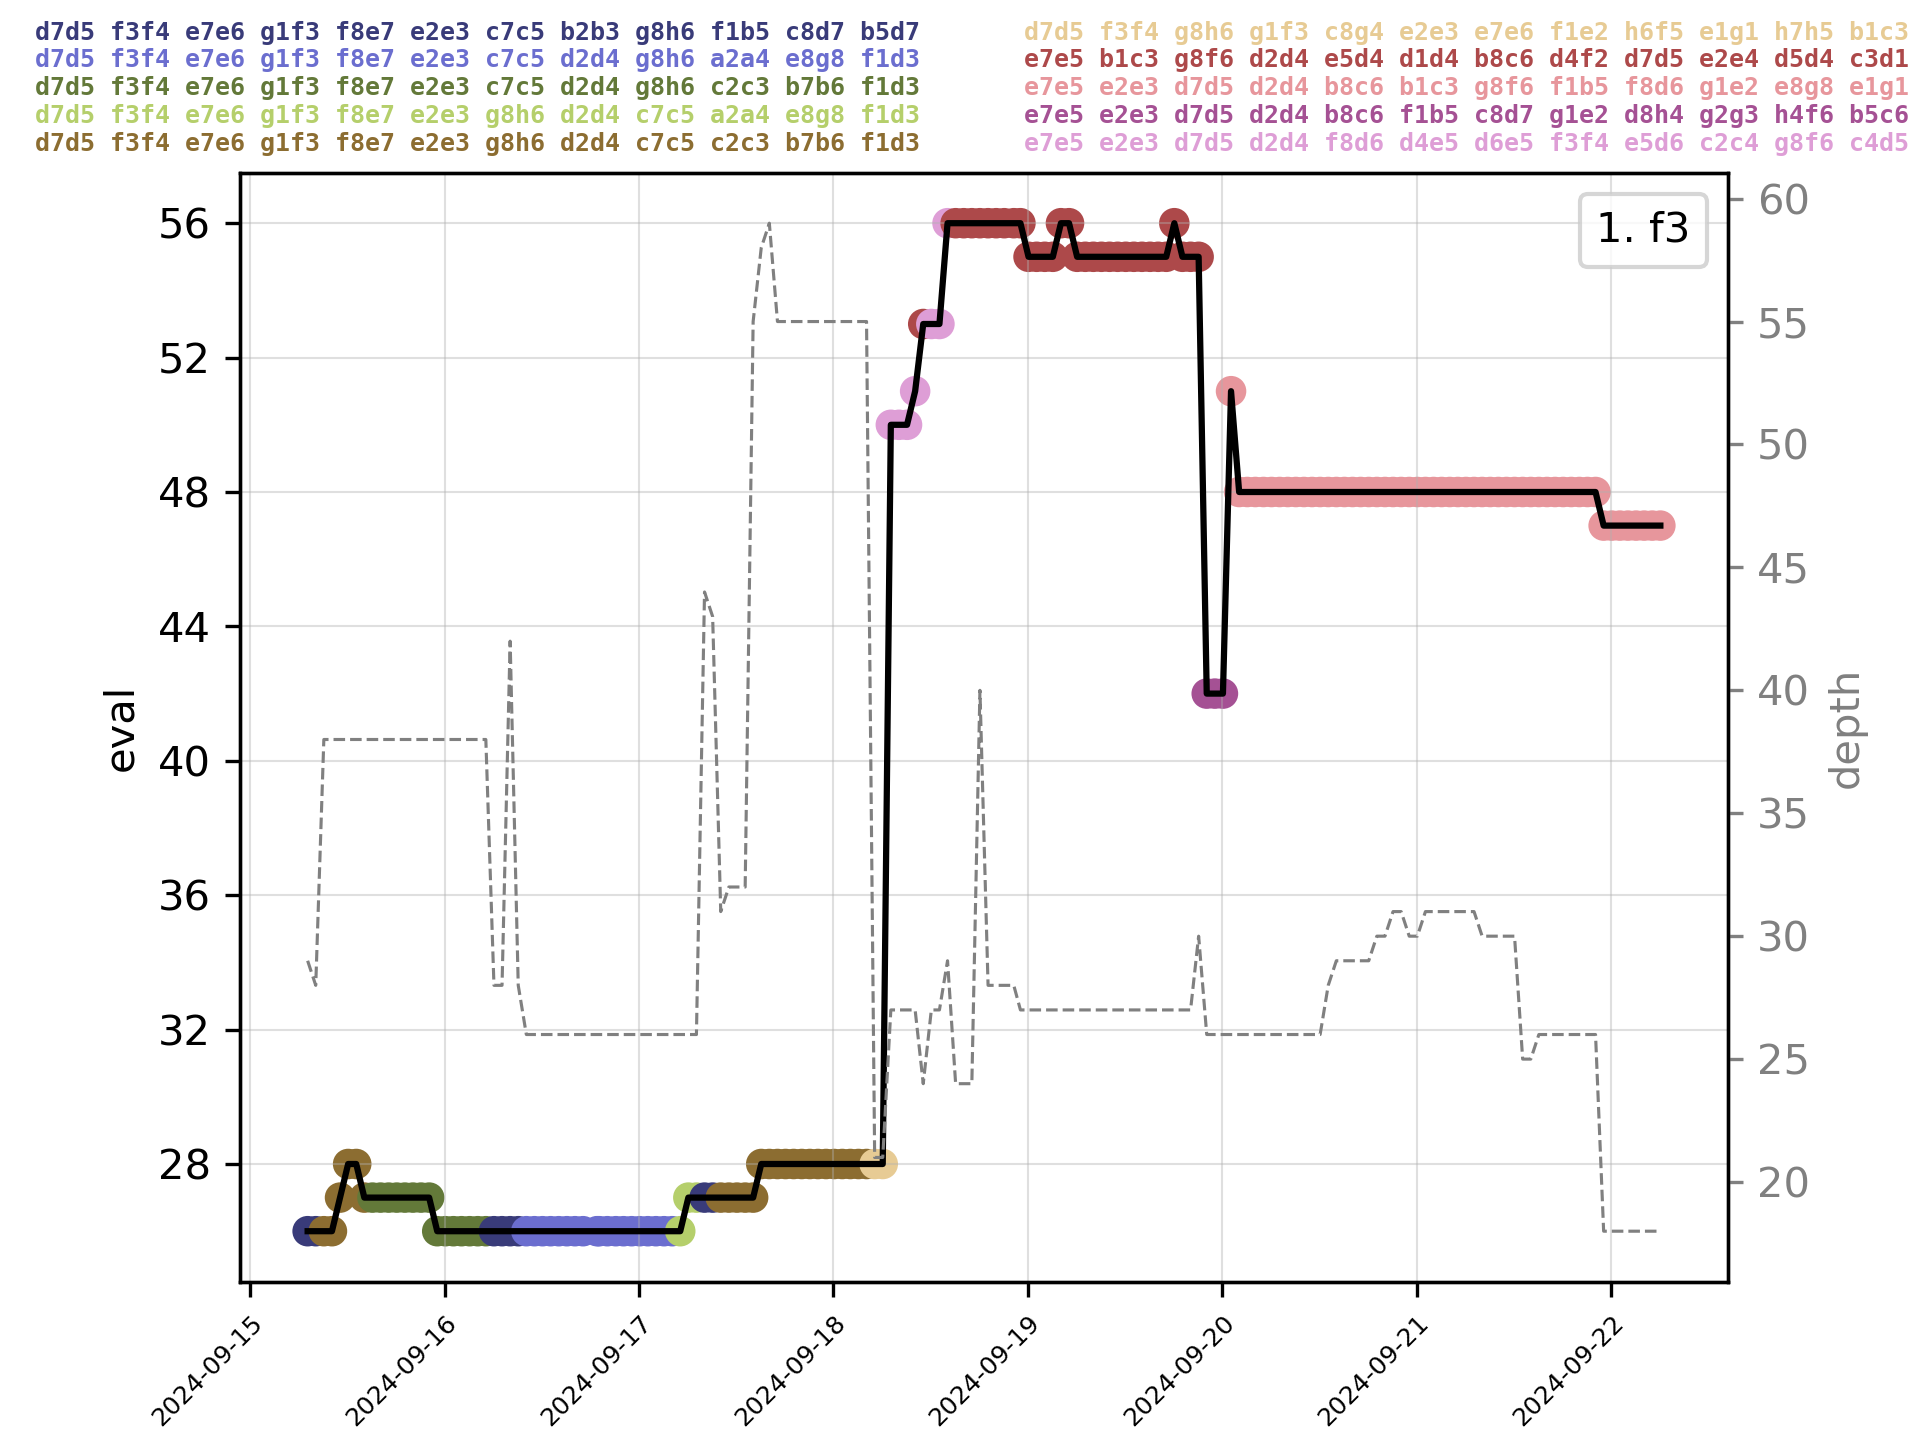 d7d5 f3f4 e7e6 g1f3 f8e7 e2e3 c7c5 b2b3 g8h6 f1b5 c8d7 b5d7
d7d5 f3f4 e7e6 g1f3 f8e7 e2e3 c7c5 d2d4 g8h6 a2a4 e8g8 f1d3
d7d5 f3f4 e7e6 g1f3 f8e7 e2e3 c7c5 d2d4 g8h6 c2c3 b7b6 f1d3
d7d5 f3f4 e7e6 g1f3 f8e7 e2e3 g8h6 d2d4 c7c5 a2a4 e8g8 f1d3
d7d5 f3f4 e7e6 g1f3 f8e7 e2e3 g8h6 d2d4 c7c5 c2c3 b7b6 f1d3
d7d5 f3f4 g8h6 g1f3 c8g4 e2e3 e7e6 f1e2 h6f5 e1g1 h7h5 b1c3
e7e5 b1c3 g8f6 d2d4 e5d4 d1d4 b8c6 d4f2 d7d5 e2e4 d5d4 c3d1
e7e5 e2e3 d7d5 d2d4 b8c6 b1c3 g8f6 f1b5 f8d6 g1e2 e8g8 e1g1
e7e5 e2e3 d7d5 d2d4 b8c6 f1b5 c8d7 g1e2 d8h4 g2g3 h4f6 b5c6
e7e5 e2e3 d7d5 d2d4 f8d6 d4e5 d6e5 f3f4 e5d6 c2c4 g8f6 c4d5
1. f3
eval
56
52
48
44
40
36
32
28
depth
60
55
50
45
40
35
30
25
20
2024-09-15
2024-09-16
2024-09-17
2024-09-18
2024-09-19
2024-09-20
2024-09-21
2024-09-22